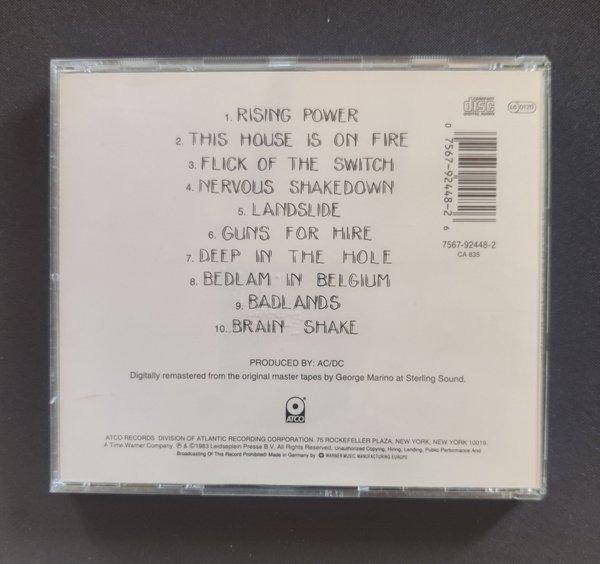 1. RISING POWER
2. THIS HOUSE IS ON FIRE
3. FLICK OF THE SWITCH
4. NERVOUS SHAKEDOWN
5. LANDSLIDE
6. GUNS FOR HIRE
7. DEEP IN THE HOLE
8. BEDLAM IN BELGIUM
9. BADLANDS
10. BRAIN SHAKE
COMPACT
DISC
DIGITAL AUDIO
LC 0120
0 7567-92448-2 6
7567-92448-2
CA 835
PRODUCED BY: AC/DC
Digitally remastered from the original master tapes by George Marino at Sterling Sound.
ATCO
ATCO RECORDS DIVISION OF ATLANTIC RECORDING CORPORATION. 75 ROCKEFELLER PLAZA, NEW YORK, NEW YORK 10019.
A Time Warner Company. ℗ & ©1983 Leidseplein Presse B.V. All Rights Reserved. Unauthorized Copying, Hiring, Lending, Public Performance And
Broadcasting Of This Record Prohibited! Made in Germany by WARNER MUSIC MANUFACTURING EUROPE